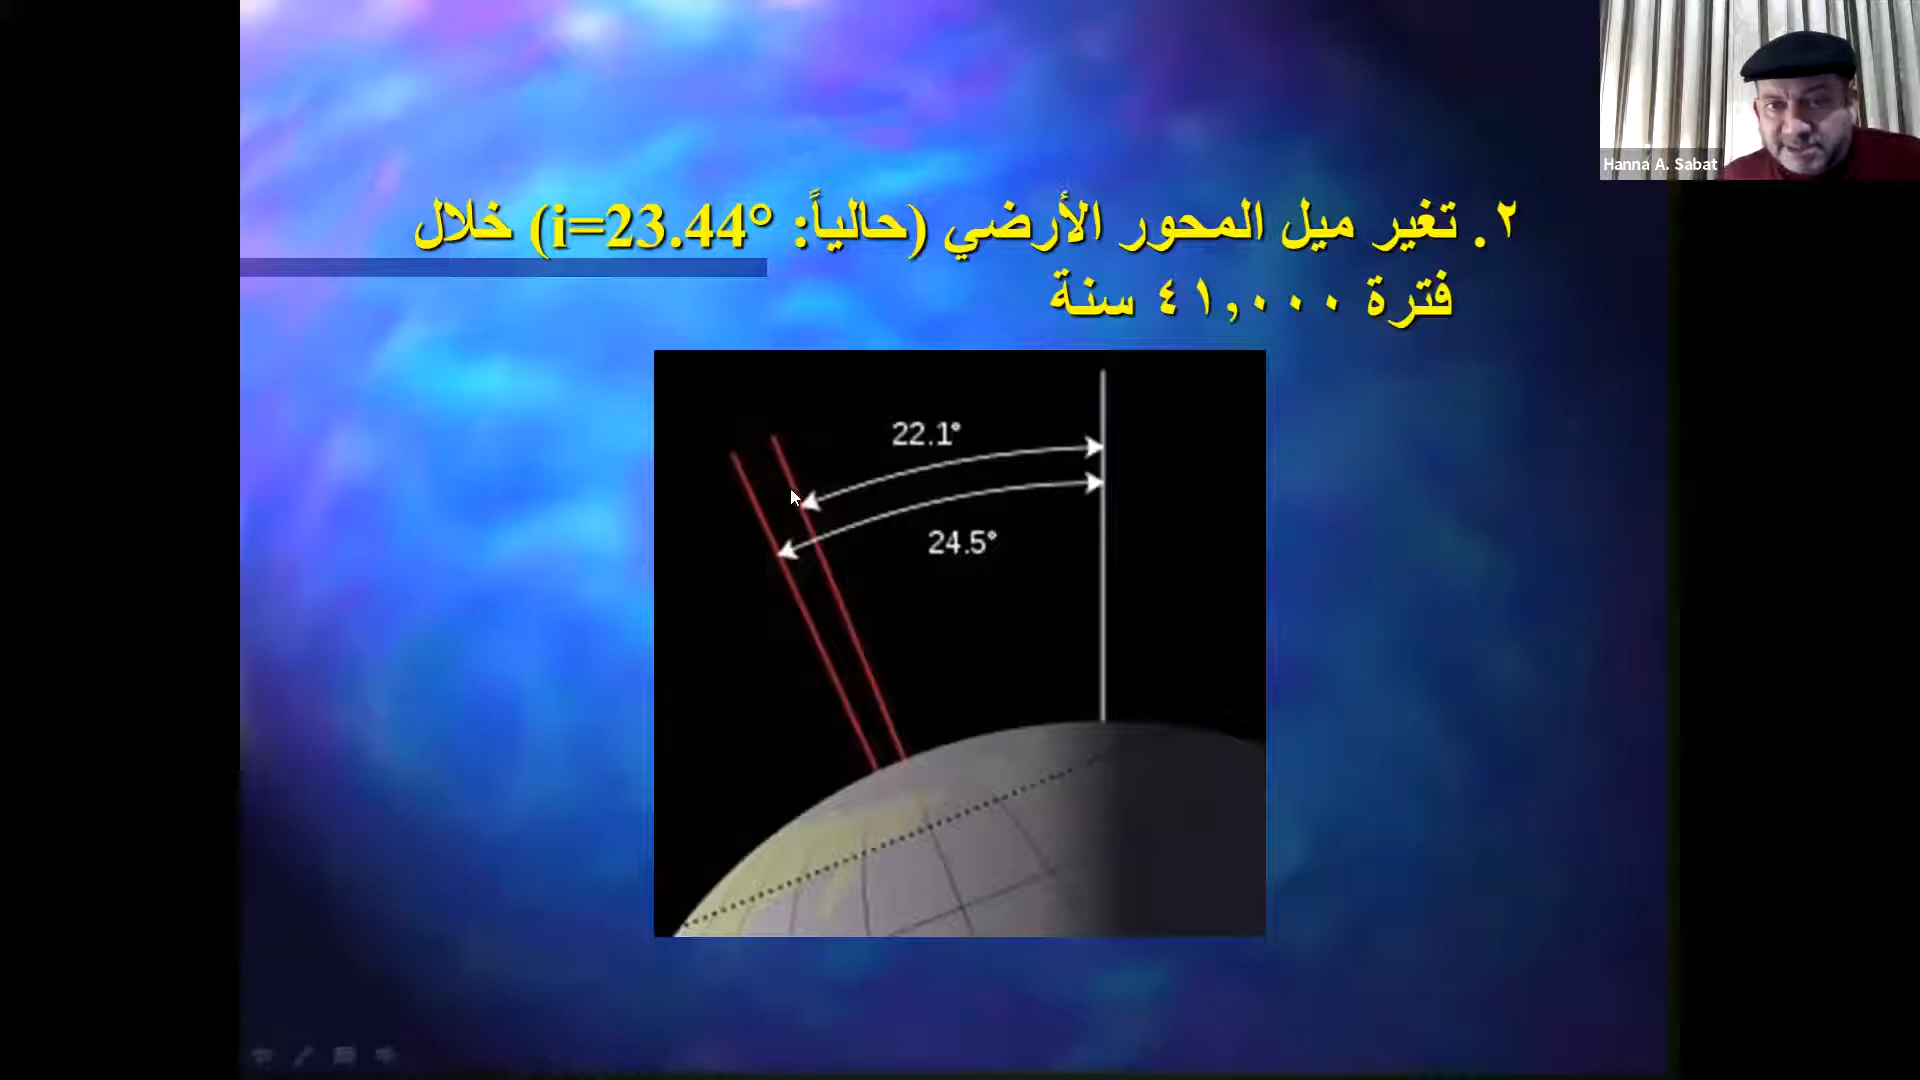 Hanna A. Sabat
٢. تغير ميل المحور الأرضي (حالياً: i=23.44°) خلال
فترة ٤١,٠٠٠ سنة
22.1°
24.5°